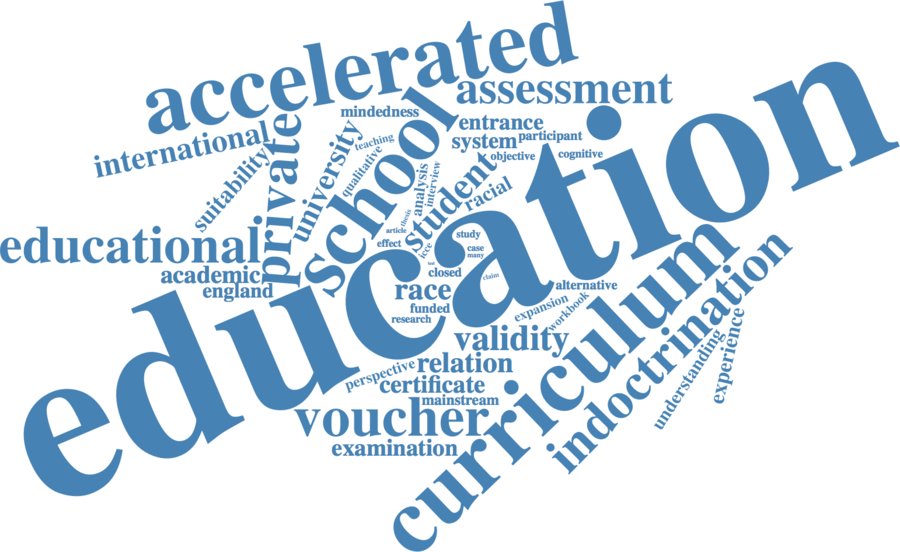 accelerated
assessment
mindedness
entrance
international
private
university
teaching
school
system
participant
suitability
qualitative
objective
cognitive
analysis
interview
student
racial
thesis
article
educational
effect
icce
study
case
many
academic
closed
claim
england
race
alternative
education
funded
expansion
research
workbook
curriculum
indoctrination
validity
relation
perspective
certificate
understanding
experience
mainstream
voucher
examination